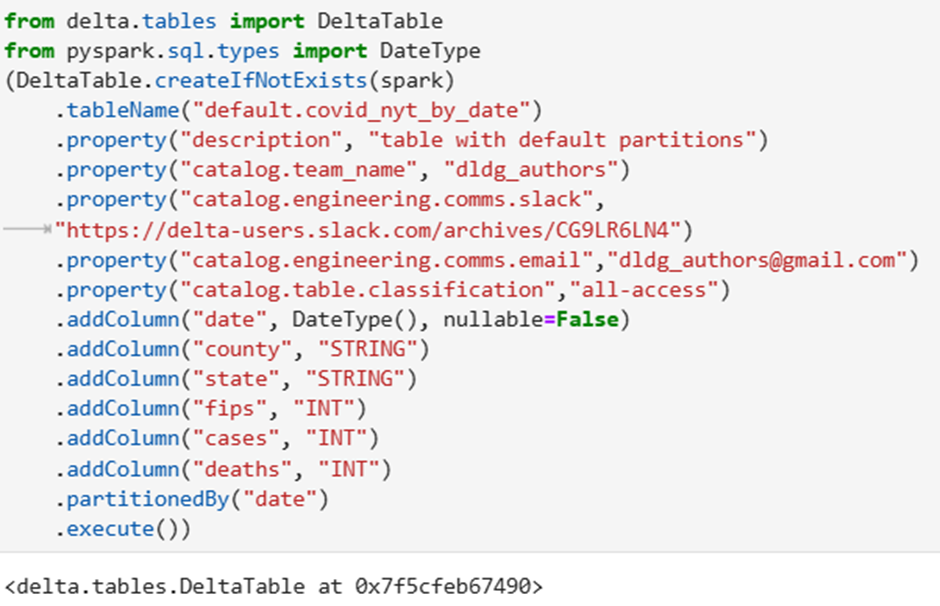 from delta.tables import DeltaTable
from pyspark.sql.types import DateType
(DeltaTable.createIfNotExists(spark)
    .tableName("default.covid_nyt_by_date")
    .property("description", "table with default partitions")
    .property("catalog.team_name", "dldg_authors")
    .property("catalog.engineering.comms.slack",
"https://delta-users.slack.com/archives/CG9LR6LN4")
    .property("catalog.engineering.comms.email","dldg_authors@gmail.com")
    .property("catalog.table.classification","all-access")
    .addColumn("date", DateType(), nullable=False)
    .addColumn("county", "STRING")
    .addColumn("state", "STRING")
    .addColumn("fips", "INT")
    .addColumn("cases", "INT")
    .addColumn("deaths", "INT")
    .partitionedBy("date")
    .execute())
<delta.tables.DeltaTable at 0x7f5cfeb67490>